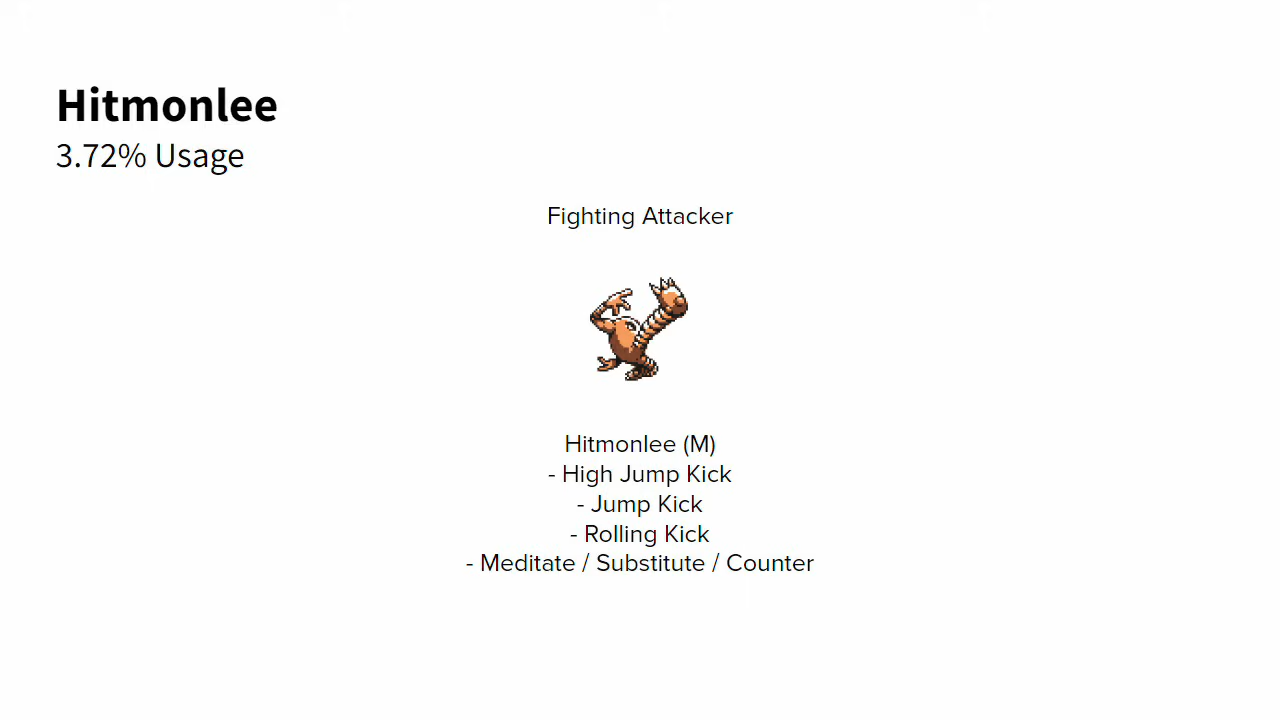 Hitmonlee
3.72% Usage
Fighting Attacker
Hitmonlee (M)
- High Jump Kick
- Jump Kick
- Rolling Kick
- Meditate / Substitute / Counter